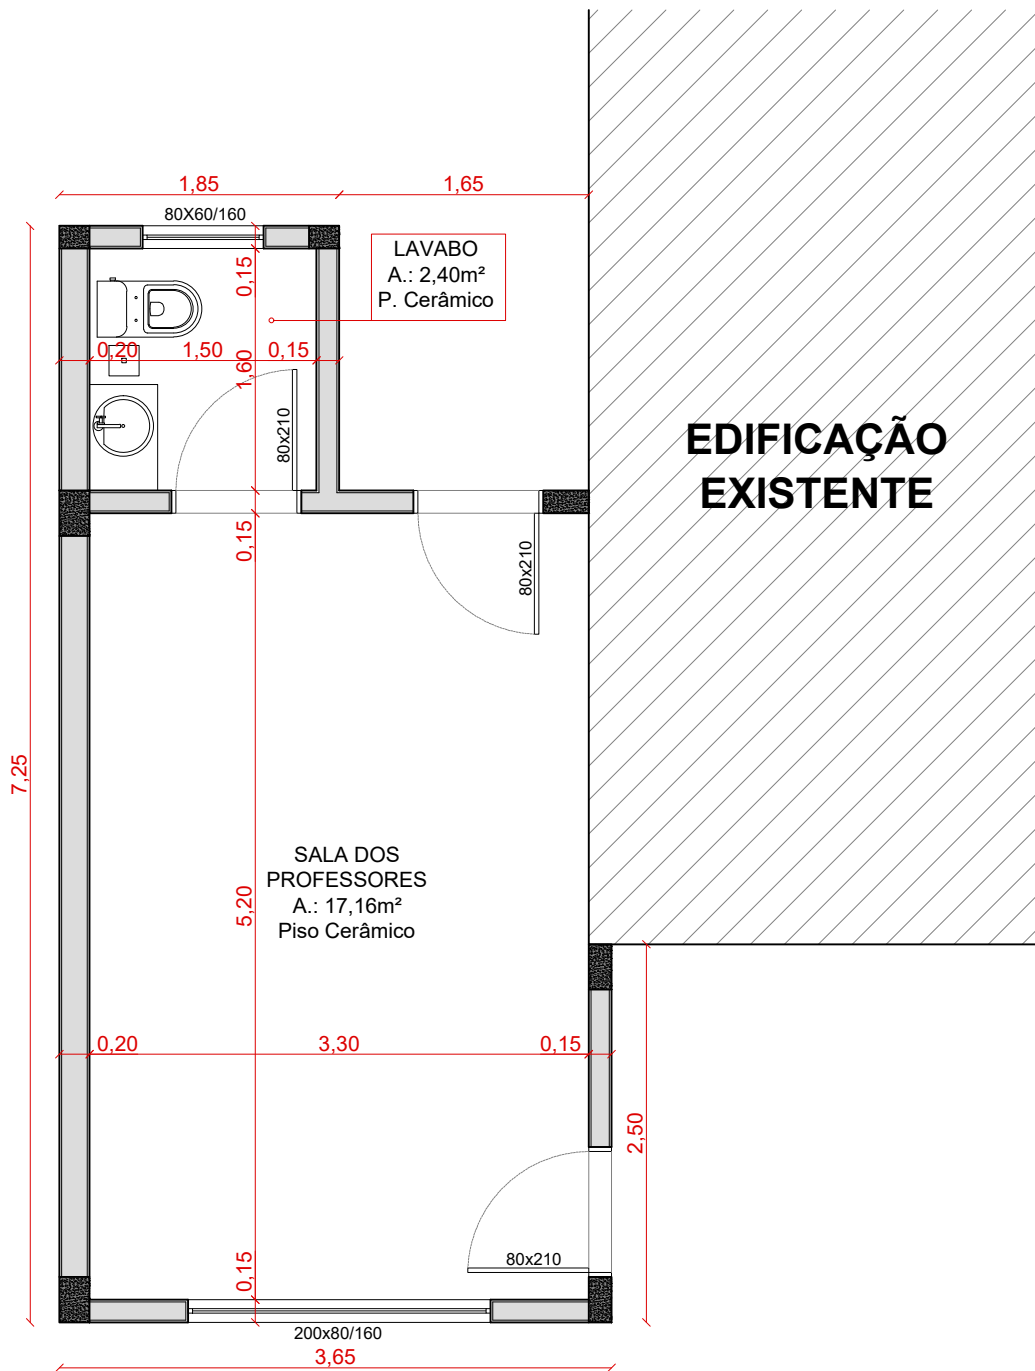 1,85
1,65
80X60/160
LAVABO
A.: 2,40m²
P. Cerâmico
0,15
0,20
1,50
0,15
1,60
80x210
EDIFICAÇÃO
EXISTENTE
0,15
80x210
7,25
SALA DOS
PROFESSORES
A.: 17,16m²
Piso Cerâmico
5,20
0,20
3,30
0,15
2,50
80x210
0,15
200x80/160
3,65